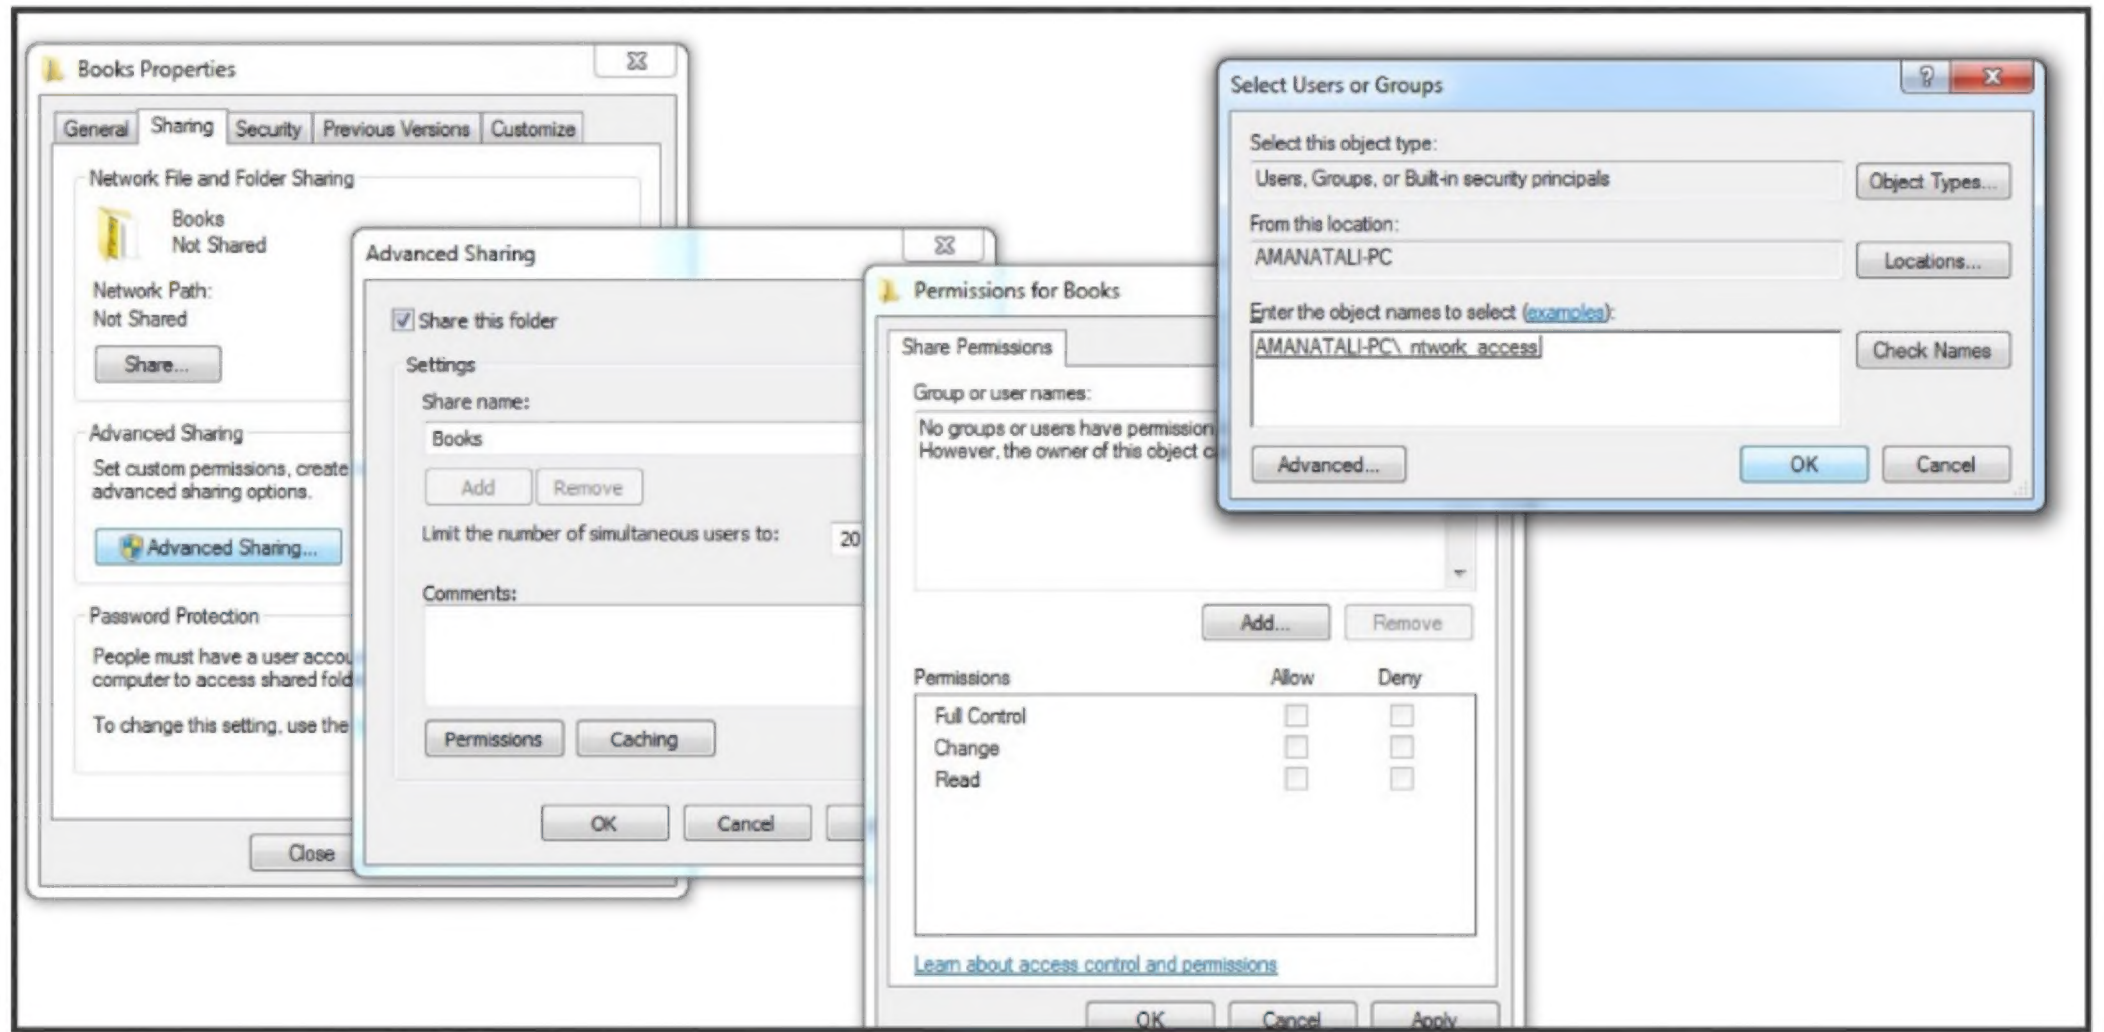 Books Properties
General Sharing Security Previous Versions Customize
Network File and Folder Sharing
Books
Not Shared
Network Path:
Not Shared
Share...
Advanced Sharing
Set custom permissions, create
advanced sharing options.
Advanced Sharing...
Password Protection
People must have a user accou
computer to access shared fold
To change this setting, use the
Close
Advanced Sharing
Share this folder
Settings
Share name:
Books
Add Remove
Limit the number of simultaneous users to: 20
Comments:
Permissions Caching
OK Cancel
Permissions for Books
Share Permissions
Group or user names:
No groups or users have permission
However, the owner of this object c
Add... Remove
Permissions Allow Deny
Full Control
Change
Read
Learn about access control and permissions
OK Cancel Apply
Select Users or Groups
Select this object type:
Users, Groups, or Built-in security principals
Object Types...
From this location:
AMANATALI-PC
Locations...
Enter the object names to select (examples):
AMANATALI-PC\ ntwork access
Check Names
Advanced... OK Cancel